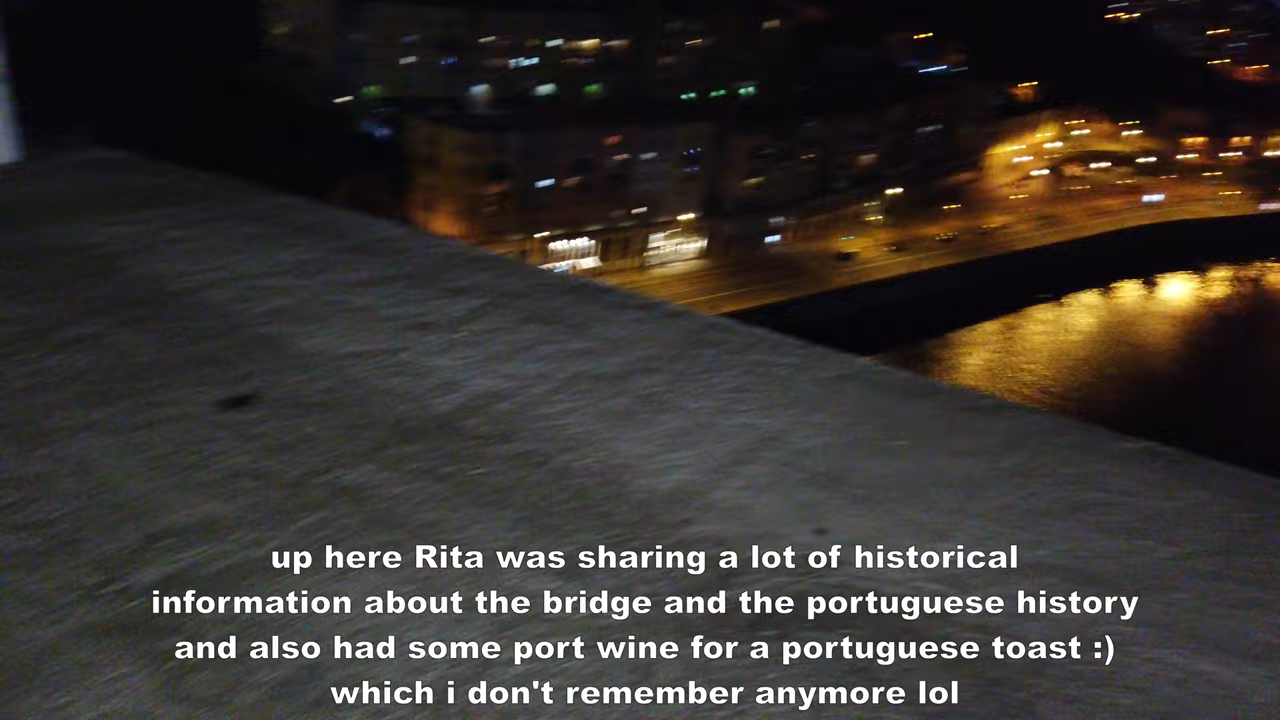 up here Rita was sharing a lot of historical
information about the bridge and the portuguese history
and also had some port wine for a portuguese toast :)
which i don't remember anymore lol